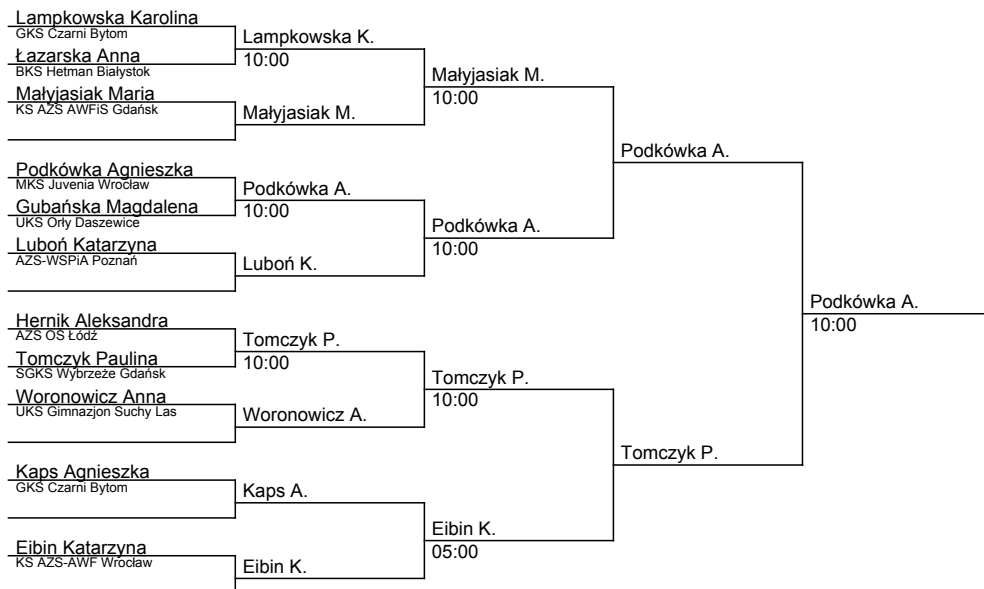 Lampkowska Karolina
GKS Czarni Bytom
Łazarska Anna
BKS Hetman Białystok
Małyjasiak Maria
KS AZS AWFiS Gdańsk
Podkówka Agnieszka
MKS Juvenia Wrocław
Gubańska Magdalena
UKS Orły Daszewice
Luboń Katarzyna
AZS-WSPiA Poznań
Hernik Aleksandra
AZS OŚ Łódź
Tomczyk Paulina
SGKS Wybrzeże Gdańsk
Woronowicz Anna
UKS Gimnazjon Suchy Las
Kaps Agnieszka
GKS Czarni Bytom
Eibin Katarzyna
KS AZS-AWF Wrocław
Lampkowska K.
10:00
Małyjasiak M.
Podkówka A.
10:00
Luboń K.
Tomczyk P.
10:00
Woronowicz A.
Kaps A.
Eibin K.
Małyjasiak M.
10:00
Podkówka A.
10:00
Tomczyk P.
10:00
Eibin K.
05:00
Podkówka A.
Tomczyk P.
Podkówka A.
10:00